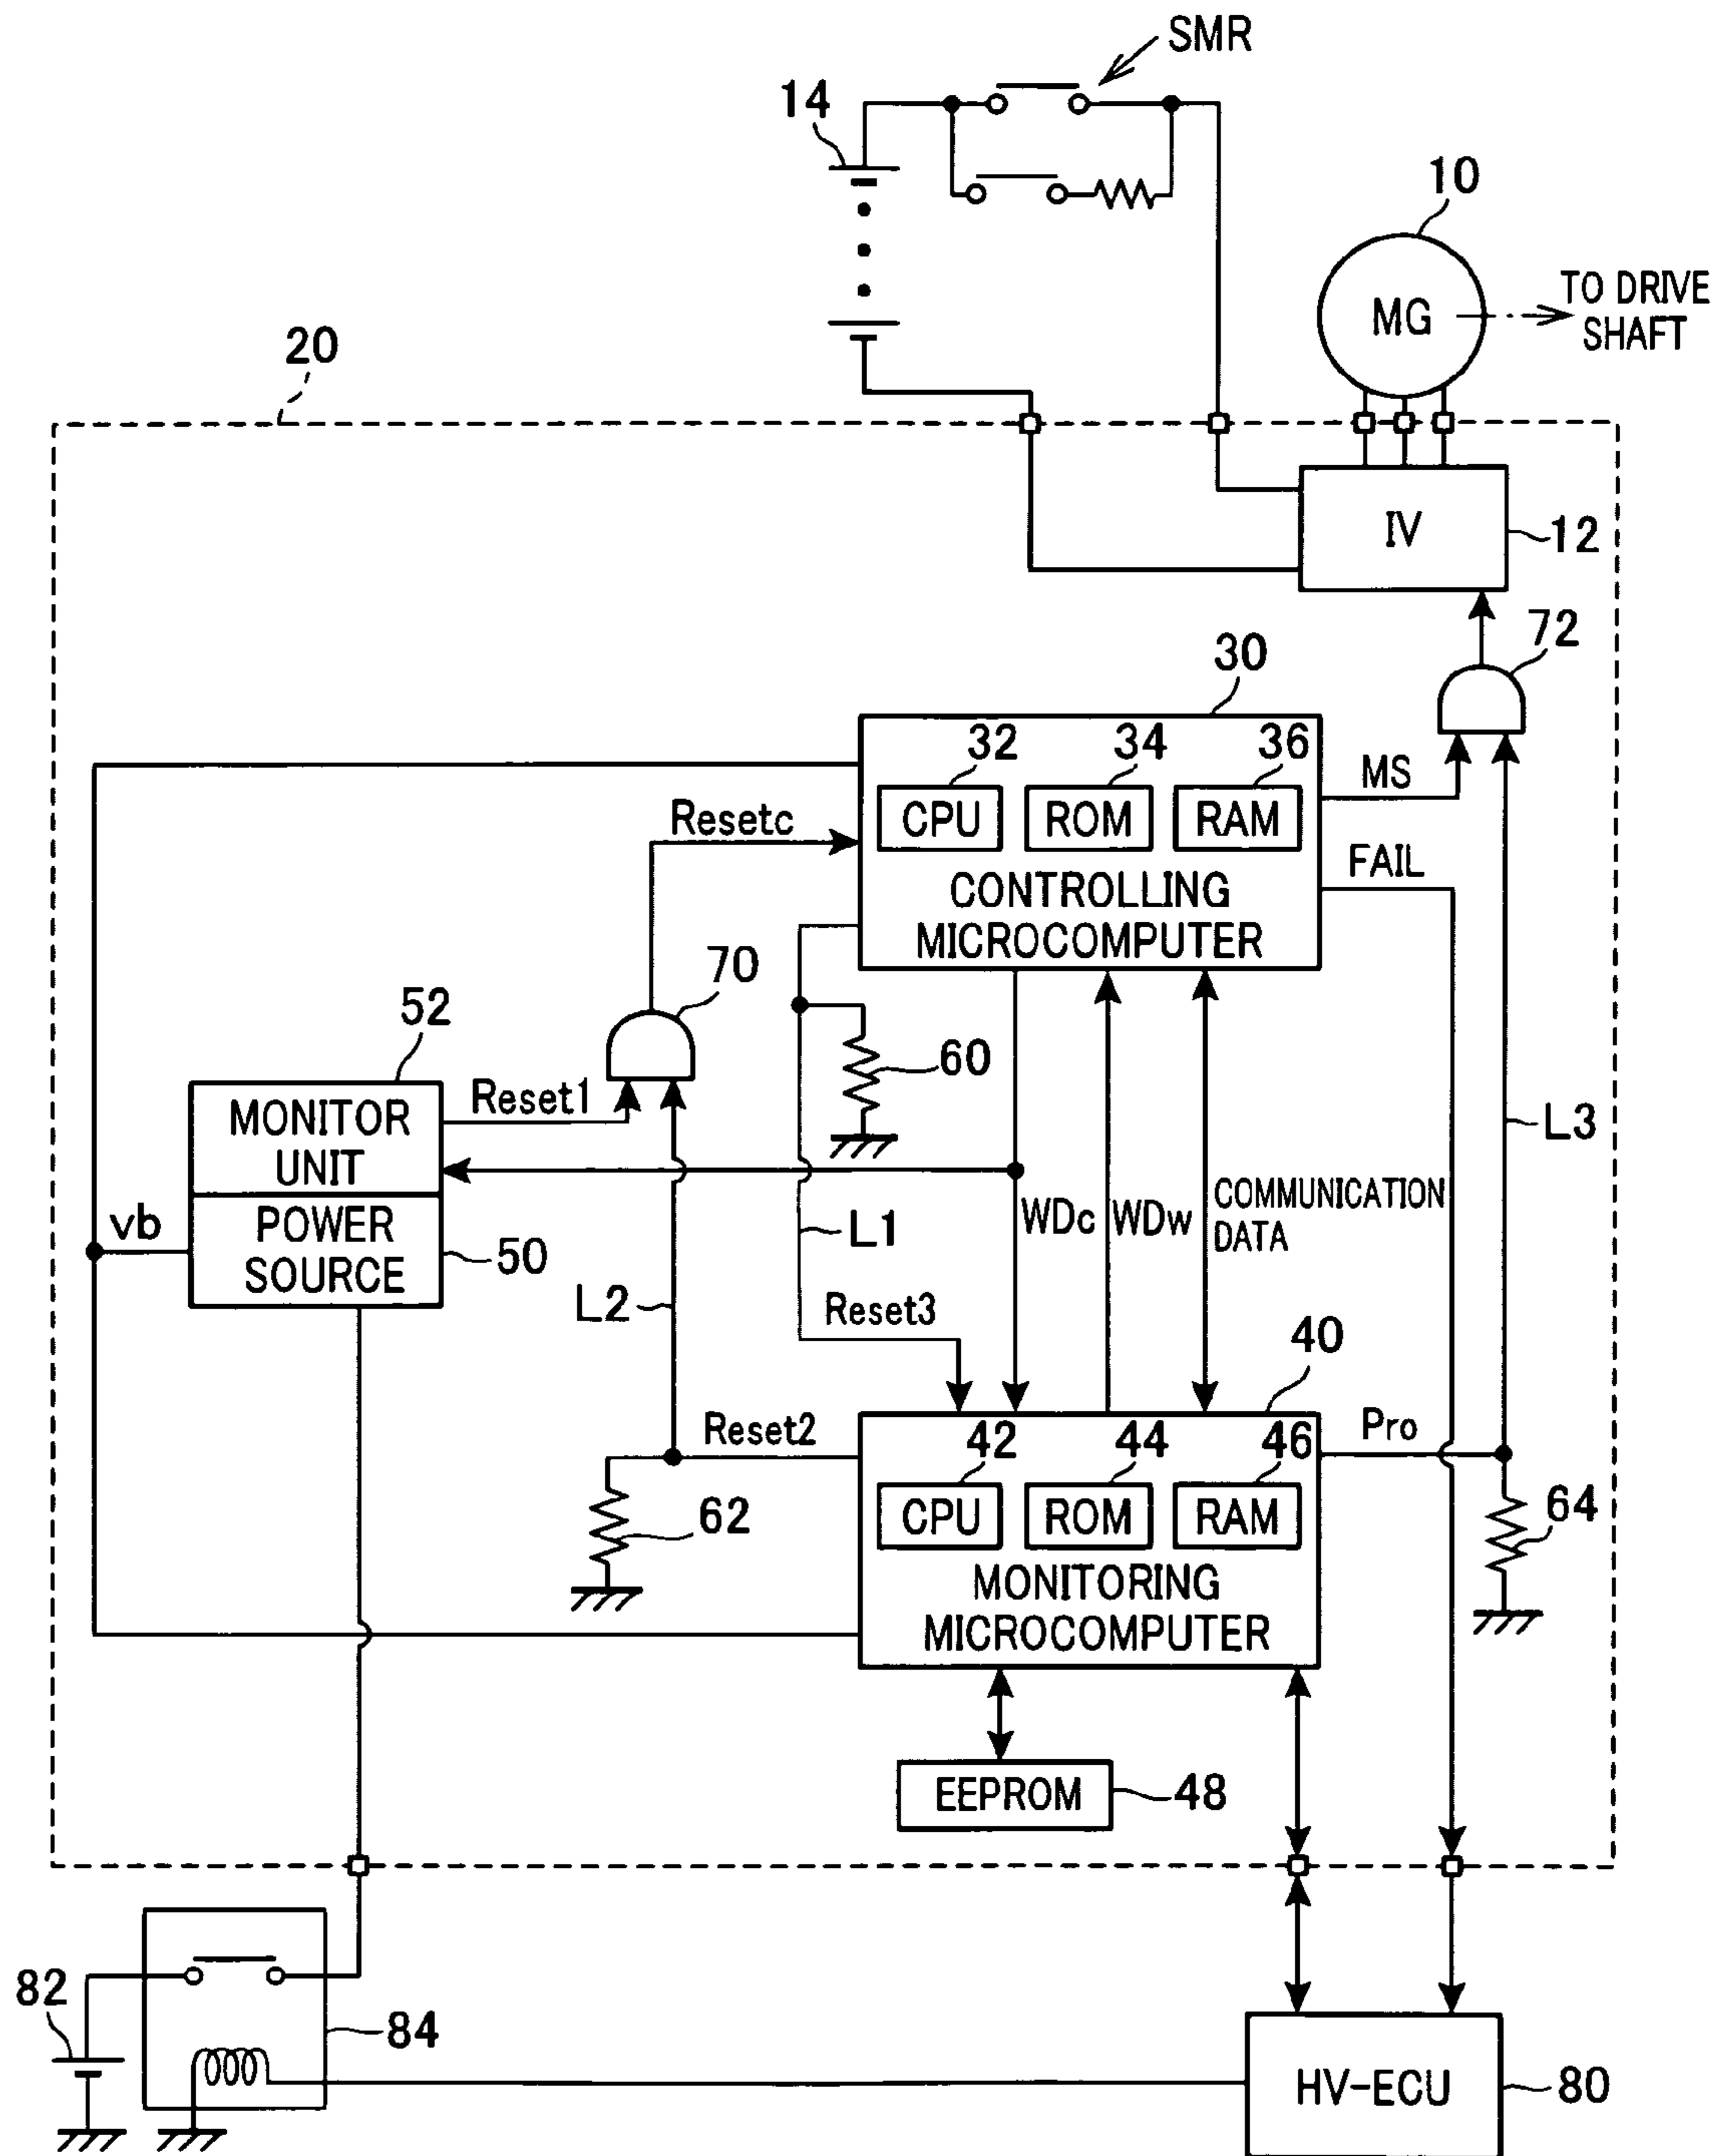 SMR
14
10
MG
TO DRIVE
SHAFT
20
IV
12
72
30
32
34
36
MS
CPU
ROM
RAM
Resetc
FAIL
CONTROLLING
MICROCOMPUTER
70
52
60
Reset1
MONITOR
UNIT
L3
vb
POWER
SOURCE
50
L1
WDc
WDw
COMMUNICATION
DATA
L2
Reset3
40
Reset2
42
44
46
Pro
CPU
ROM
RAM
62
64
MONITORING
MICROCOMPUTER
EEPROM
48
82
84
HV-ECU
80